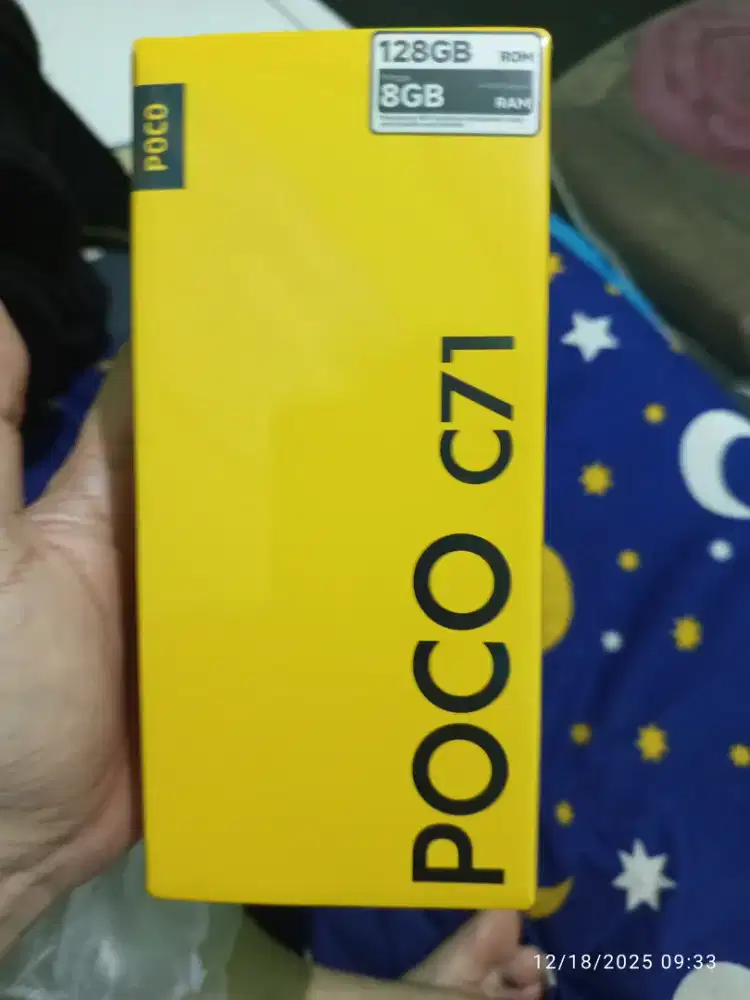 128GB ROM
8GB RAM
POCO
POCO C71
12/18/2025 09:33